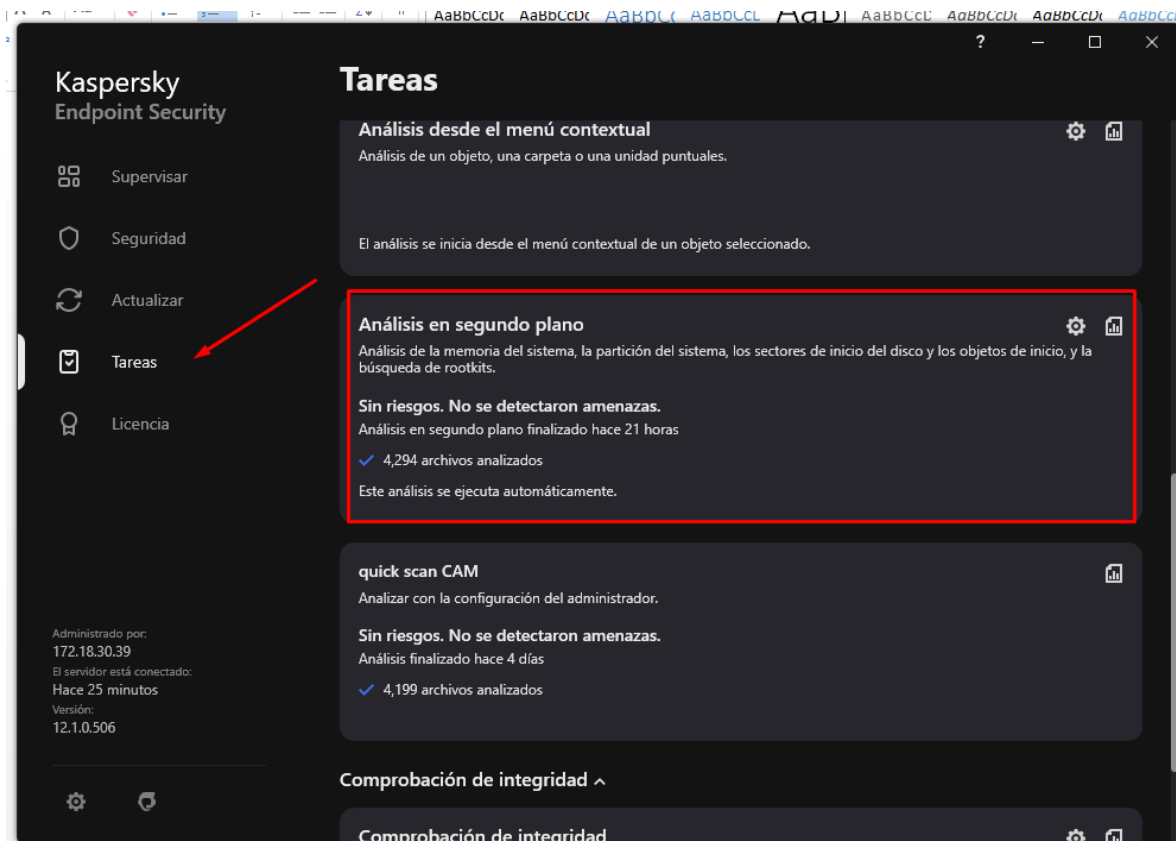 AaBbCcDc AaBbCcDc AaBbC( AaBbCcL AaB AaBbCcD AaBbCcDc AaBbCcDc AaBbCcL
?
Kaspersky
Endpoint Security
Supervisar
Seguridad
Actualizar
Tareas
Licencia
Administrado por:
172.18.30.39
El servidor está conectado:
Hace 25 minutos
Versión:
12.1.0.506
Tareas
Análisis desde el menú contextual
Análisis de un objeto, una carpeta o una unidad puntuales.
El análisis se inicia desde el menú contextual de un objeto seleccionado.
Análisis en segundo plano
Análisis de la memoria del sistema, la partición del sistema, los sectores de inicio del disco y los objetos de inicio, y la
búsqueda de rootkits.
Sin riesgos. No se detectaron amenazas.
Análisis en segundo plano finalizado hace 21 horas
4,294 archivos analizados
Este análisis se ejecuta automáticamente.
quick scan CAM
Analizar con la configuración del administrador.
Sin riesgos. No se detectaron amenazas.
Análisis finalizado hace 4 días
4,199 archivos analizados
Comprobación de integridad
Comprobación de integridad